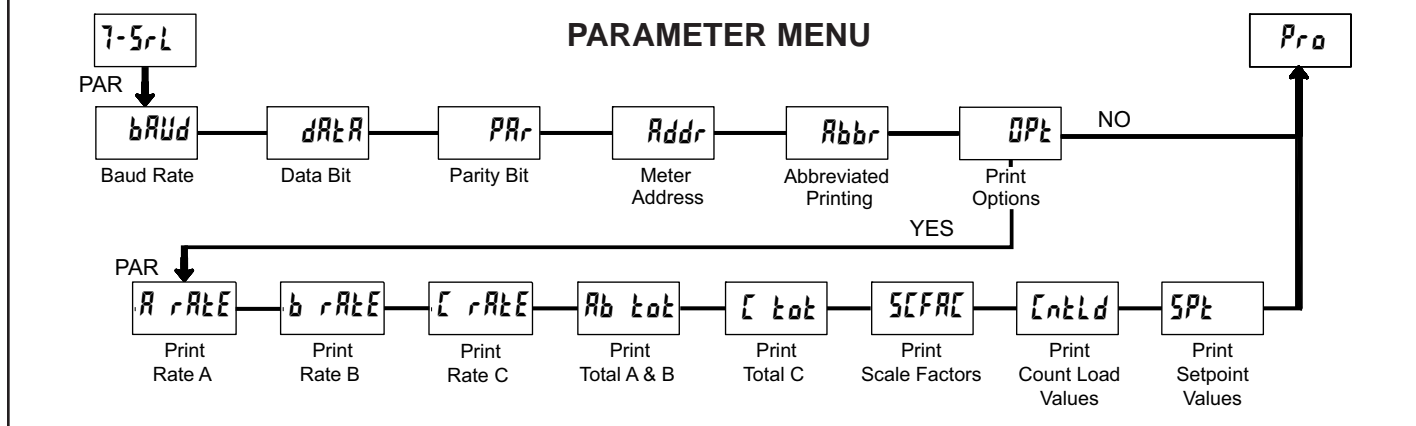 7-SrL
PARAMETER MENU
Pro
PAR
bAUd
dAtA
PAr
Addr
Abbr
OPt
NO
Baud Rate
Data Bit
Parity Bit
Meter
Address
Abbreviated
Printing
Print
Options
YES
PAR
A rAtE
b rAtE
C rAtE
Ab tot
C tot
SCFAC
CntLd
SPt
Print
Rate A
Print
Rate B
Print
Rate C
Print
Total A & B
Print
Total C
Print
Scale Factors
Print
Count Load
Values
Print
Setpoint
Values